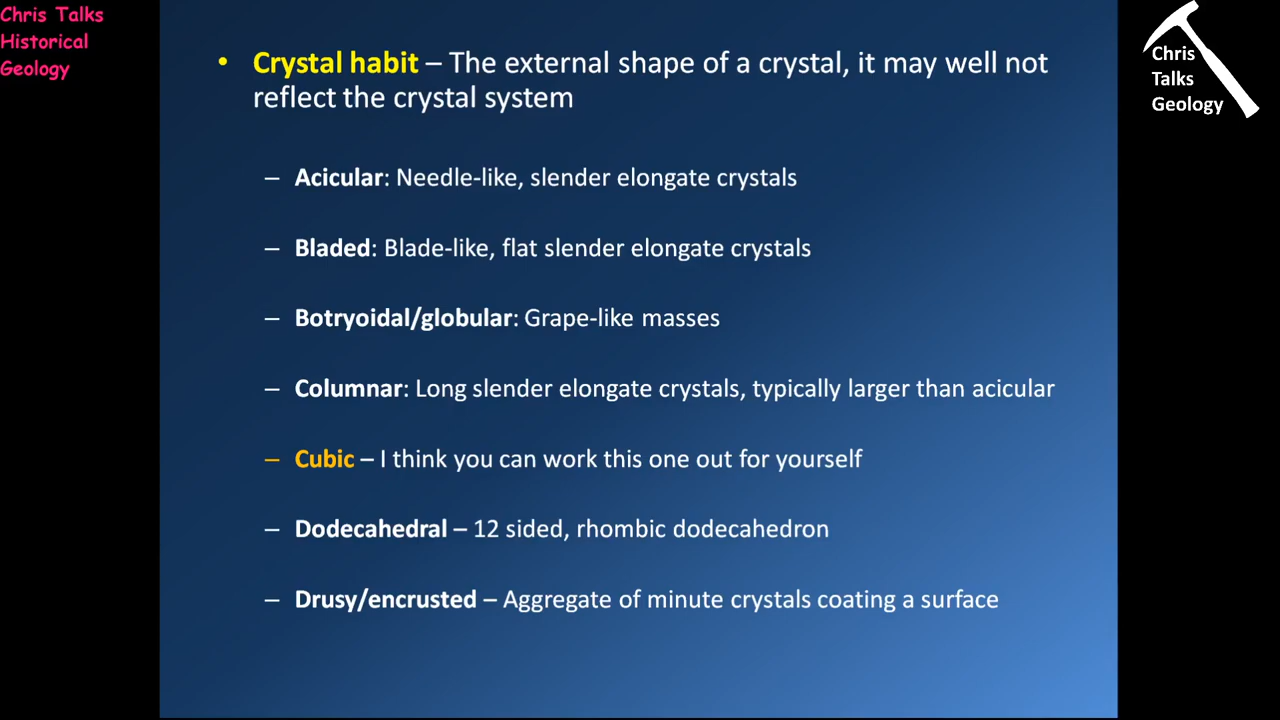 Chris Talks
Historical
Geology
Chris
Talks
Geology
• Crystal habit – The external shape of a crystal, it may well not
reflect the crystal system
– Acicular: Needle-like, slender elongate crystals
– Bladed: Blade-like, flat slender elongate crystals
– Botryoidal/globular: Grape-like masses
– Columnar: Long slender elongate crystals, typically larger than acicular
– Cubic – I think you can work this one out for yourself
– Dodecahedral – 12 sided, rhombic dodecahedron
– Drusy/encrusted – Aggregate of minute crystals coating a surface